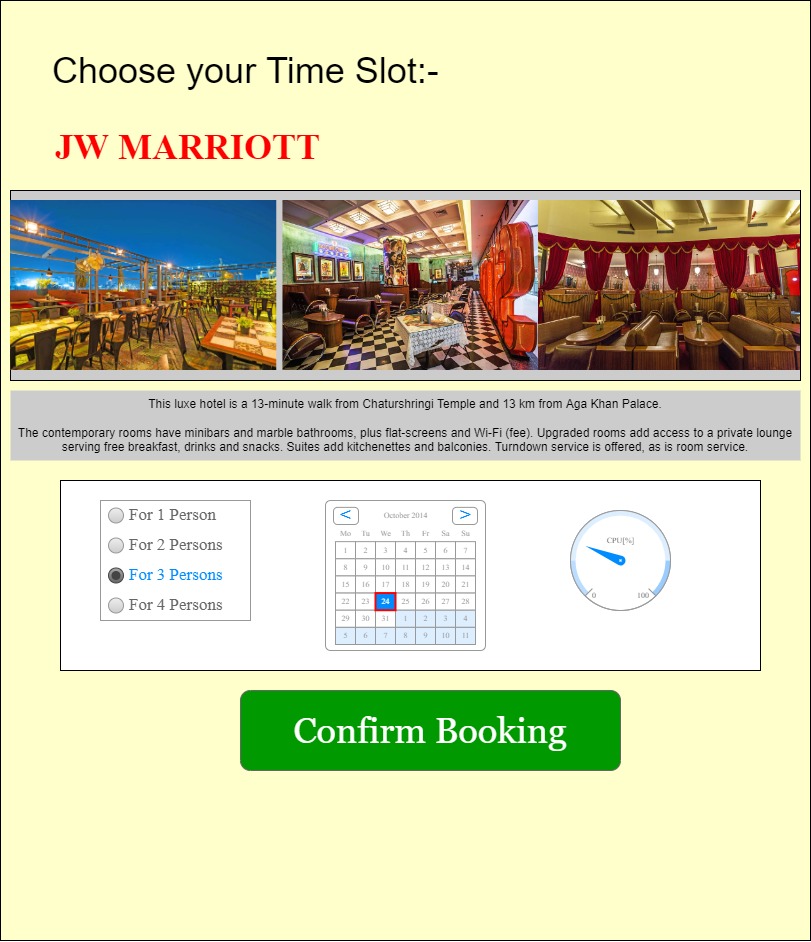 Choose your Time Slot:-
JW MARRIOTT
This luxe hotel is a 13-minute walk from Chaturshringi Temple and 13 km from Aga Khan Palace.
The contemporary rooms have minibars and marble bathrooms, plus flat-screens and Wi-Fi (fee). Upgraded rooms add access to a private lounge
serving free breakfast, drinks and snacks. Suites add kitchenettes and balconies. Turndown service is offered, as is room service.
For 1 Person
For 2 Persons
For 3 Persons
For 4 Persons
< October 2014 >
Mo Tu We Th Fr Sa Su
1 2 3 4 5 6 7
8 9 10 11 12 13 14
15 16 17 18 19 20 21
22 23 24 25 26 27 28
29 30 31 1 2 3 4
5 6 7 8 9 10 11
CPU[%]
0 100
Confirm Booking